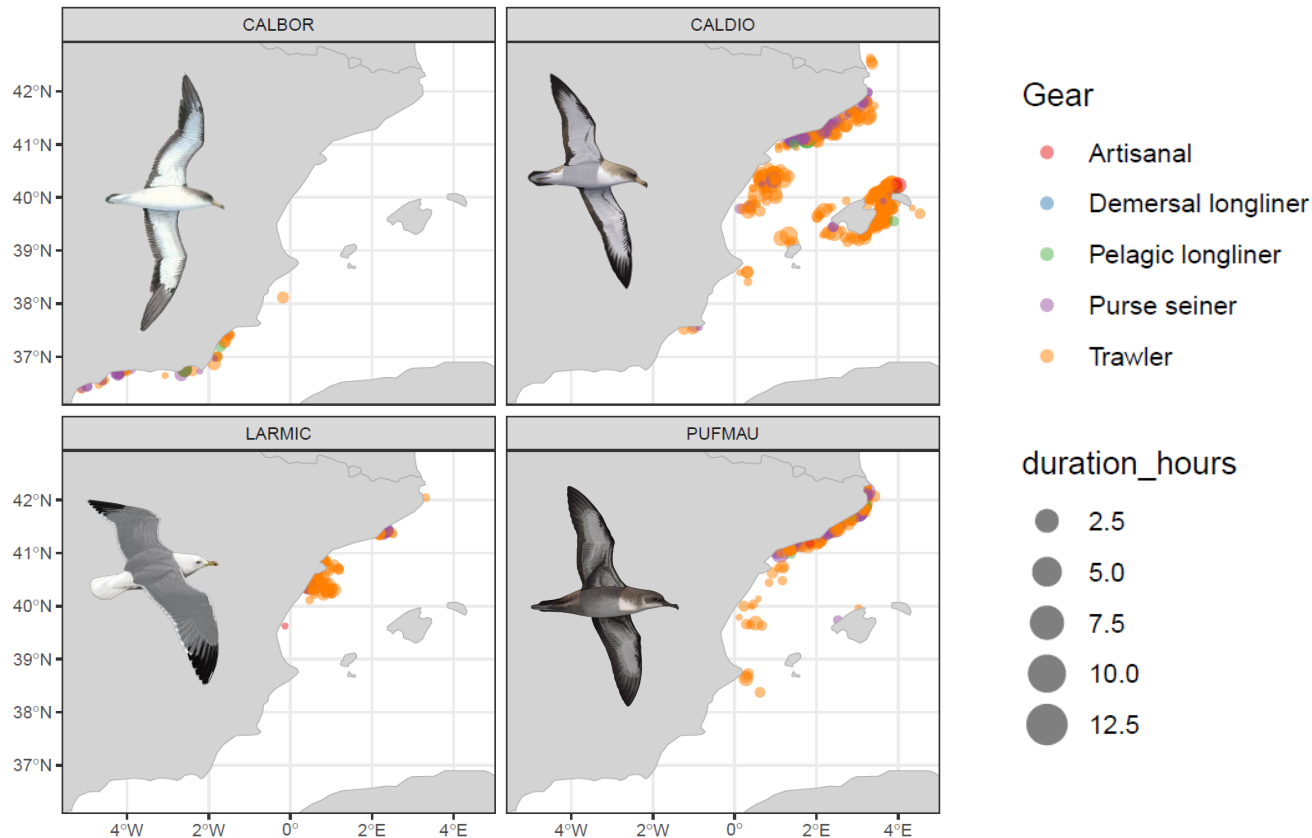 CALBOR
CALDIO
42°N
41°N
40°N
39°N
38°N
37°N
LARMIC
PUFMAU
42°N
41°N
40°N
39°N
38°N
37°N
4°W
2°W
0°
2°E
4°E
4°W
2°W
0°
2°E
4°E
Gear
Artisanal
Demersal longliner
Pelagic longliner
Purse seiner
Trawler
duration_hours
2.5
5.0
7.5
10.0
12.5